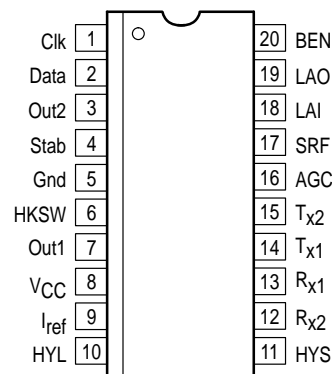 Clk 1 20 BEN
Data 2 19 LAO
Out2 3 18 LAI
Stab 4 17 SRF
Gnd 5 16 AGC
HKSW 6 15 Tx2
Out1 7 14 Tx1
VCC 8 13 Rx1
Iref 9 12 Rx2
HYL 10 11 HYS